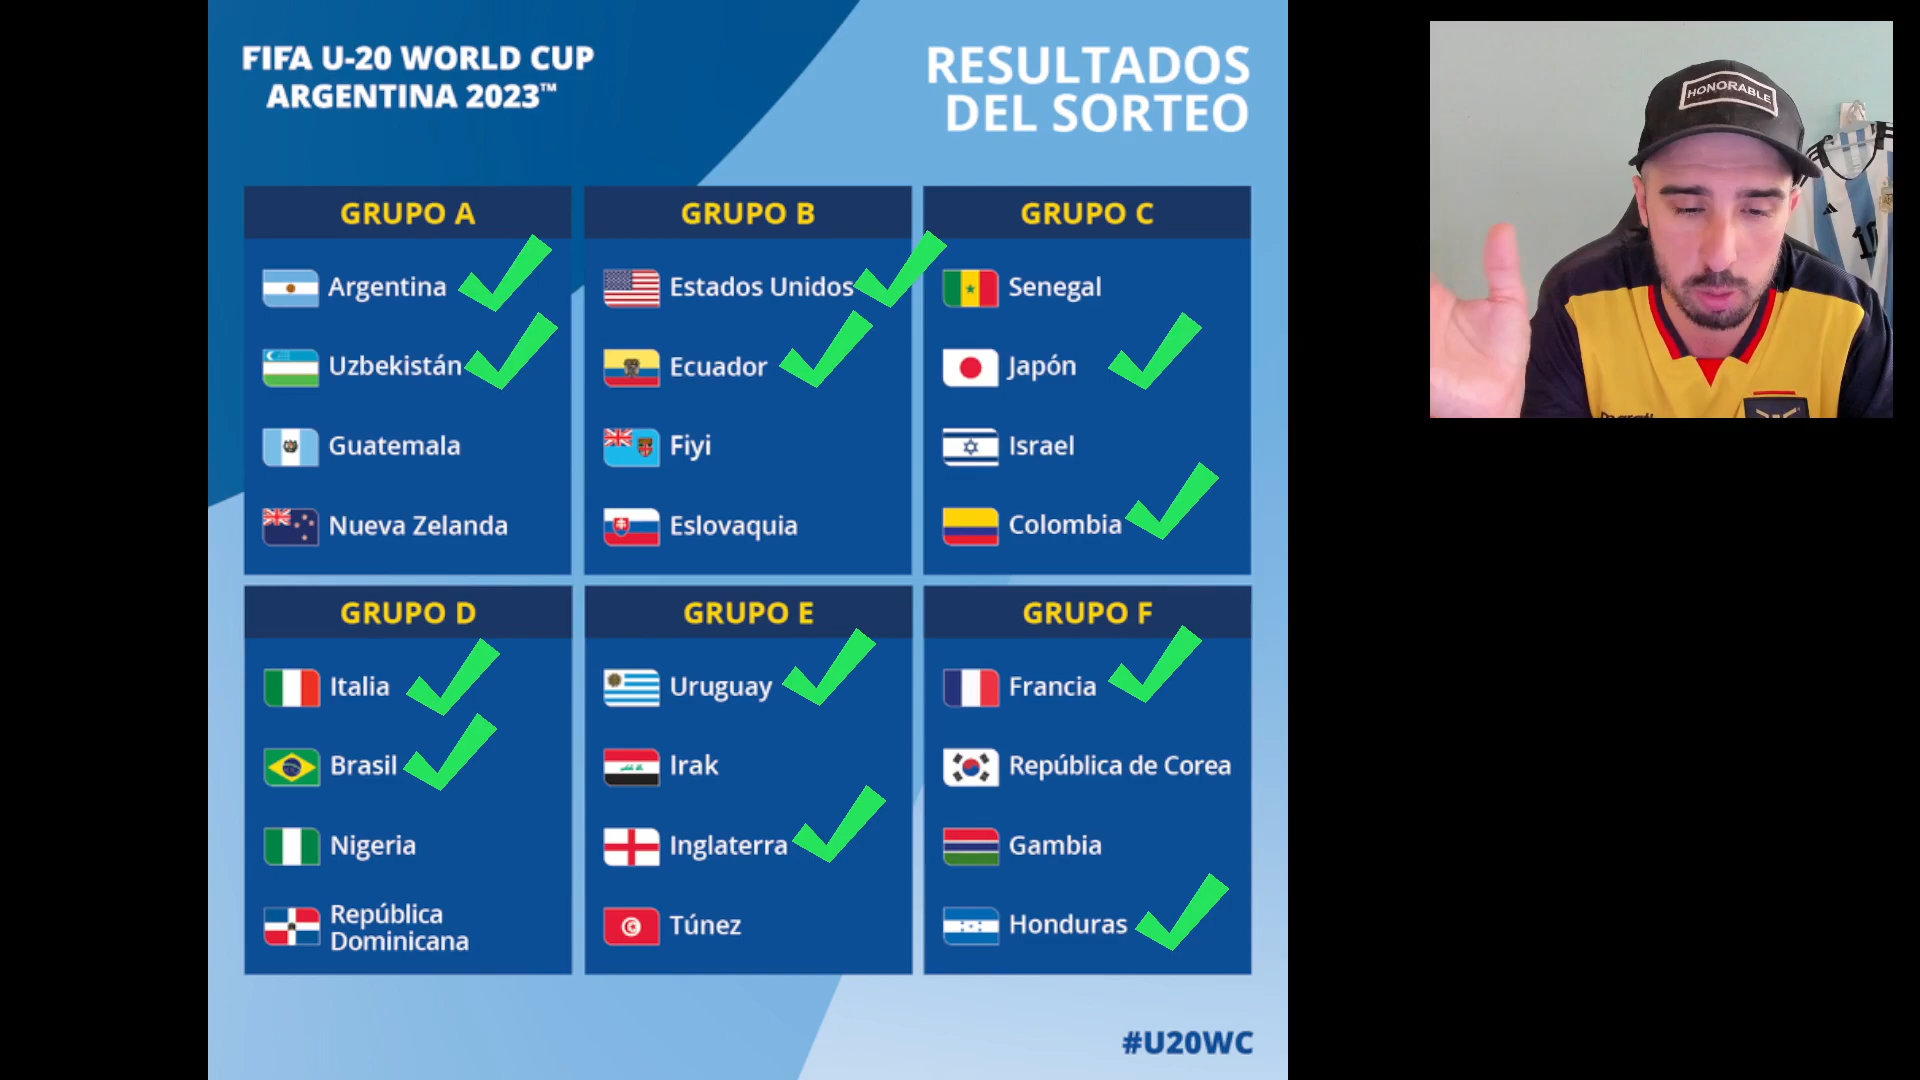 FIFA U-20 WORLD CUP
ARGENTINA 2023™
RESULTADOS
DEL SORTEO
GRUPO A
Argentina
Uzbekistán
Guatemala
Nueva Zelanda
GRUPO B
Estados Unidos
Ecuador
Fiyi
Eslovaquia
GRUPO C
Senegal
Japón
Israel
Colombia
GRUPO D
Italia
Brasil
Nigeria
República
Dominicana
GRUPO E
Uruguay
Irak
Inglaterra
Túnez
GRUPO F
Francia
República de Corea
Gambia
Honduras
#U20WC
HONORABLE
10